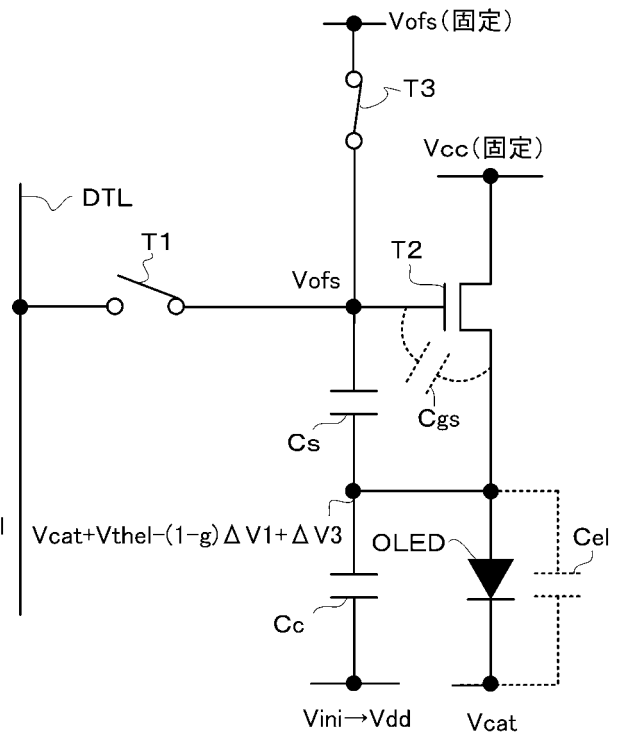 Vofs(固定)
T3
Vcc(固定)
DTL
T1
T2
Vofs
Cgs
Cs
l
Vcat+Vthel-(1-g)ΔV1+ΔV3
OLED
Cel
Cc
Vini→Vdd
Vcat